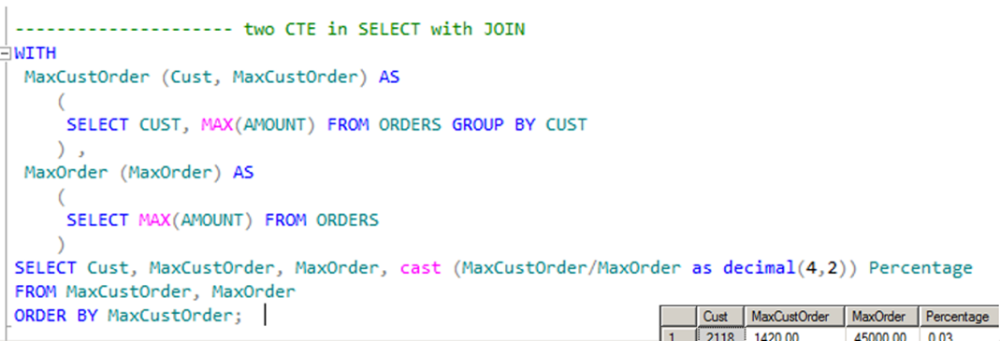 --------------------- two CTE in SELECT with JOIN
WITH
MaxCustOrder (Cust, MaxCustOrder) AS
(
SELECT CUST, MAX(AMOUNT) FROM ORDERS GROUP BY CUST
) ,
MaxOrder (MaxOrder) AS
(
SELECT MAX(AMOUNT) FROM ORDERS
)
SELECT Cust, MaxCustOrder, MaxOrder, cast (MaxCustOrder/MaxOrder as decimal(4,2)) Percentage
FROM MaxCustOrder, MaxOrder
ORDER BY MaxCustOrder;
Cust MaxCustOrder MaxOrder Percentage
1 2118 1420.00 45000.00 0.03